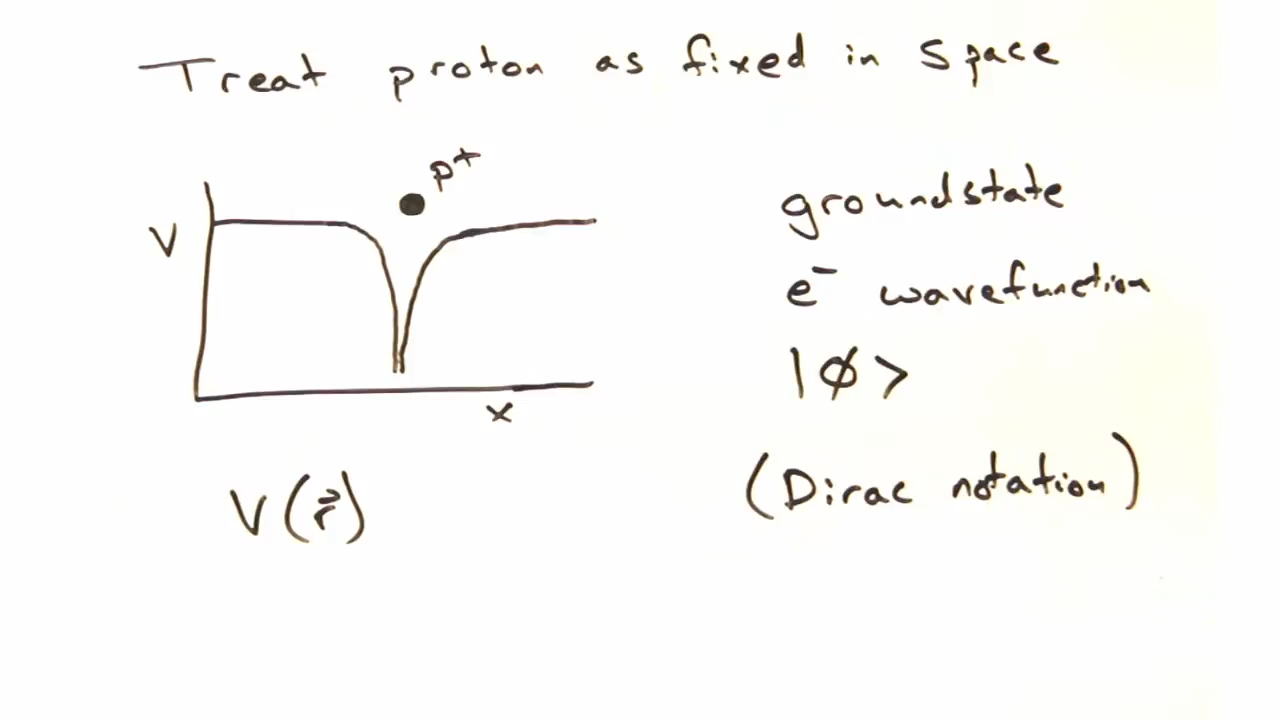 Treat proton as fixed in space
p⁺
V
x
V(r⃗)
groundstate
e⁻ wavefunction
|ϕ>
(Dirac notation)